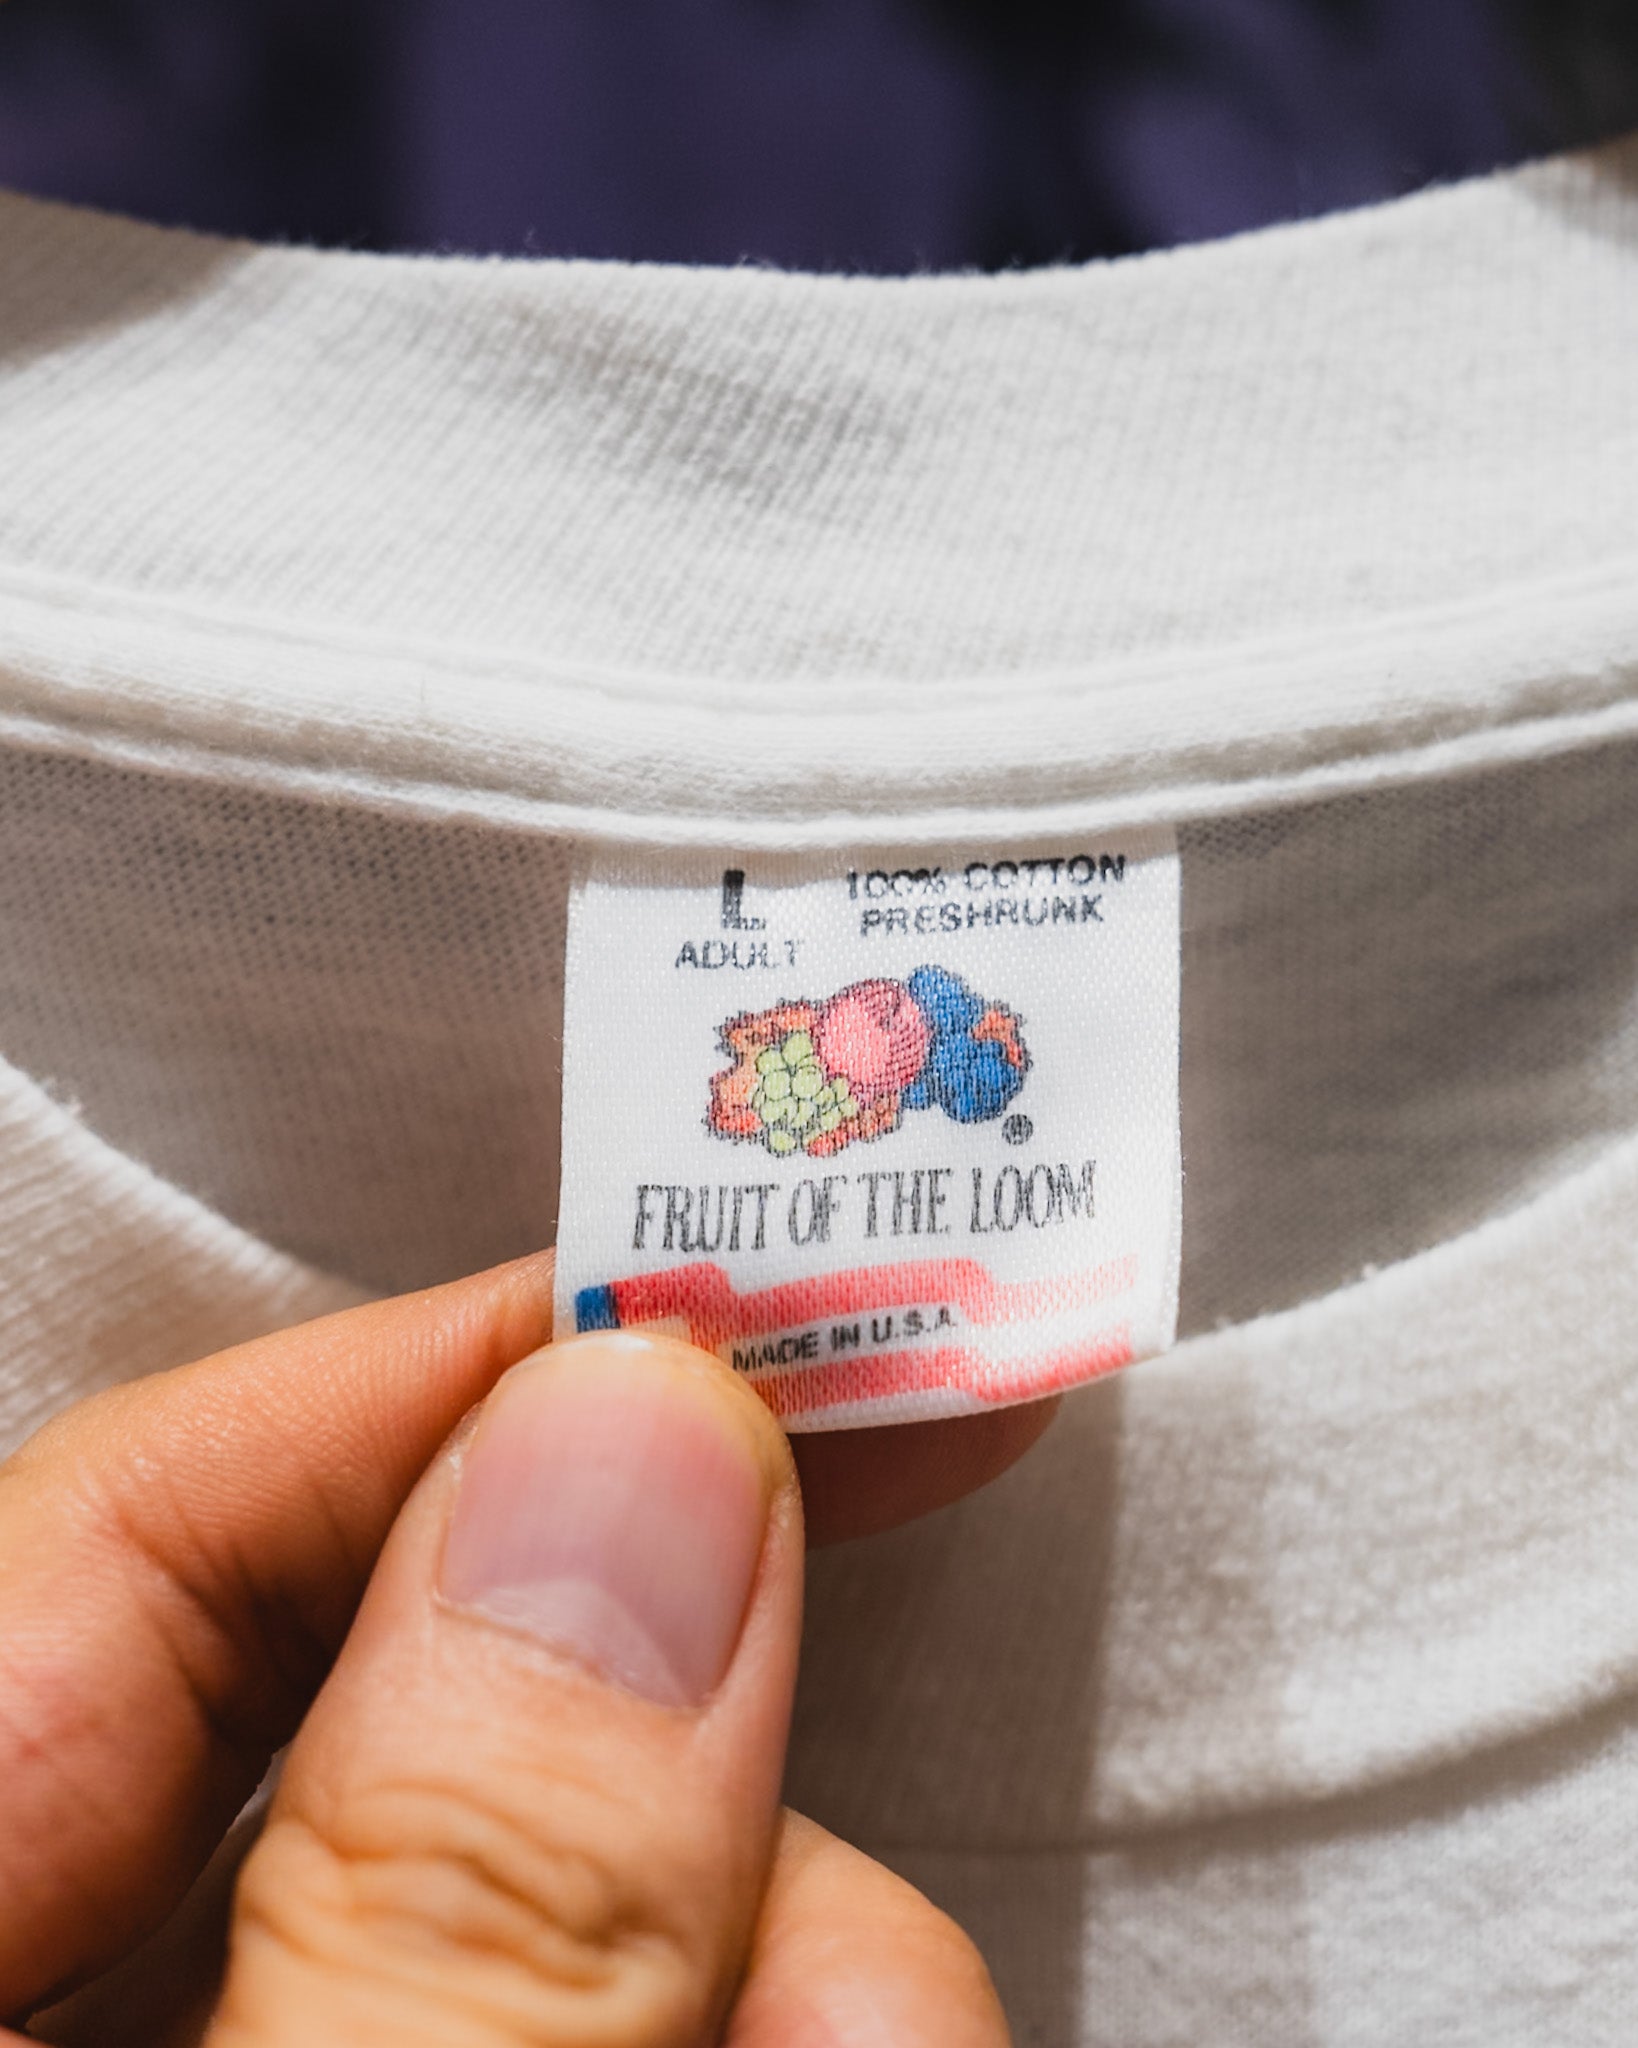 L
ADULT
100% COTTON
PRESHRUNK
®
FRUIT OF THE LOOM
MADE IN U.S.A.